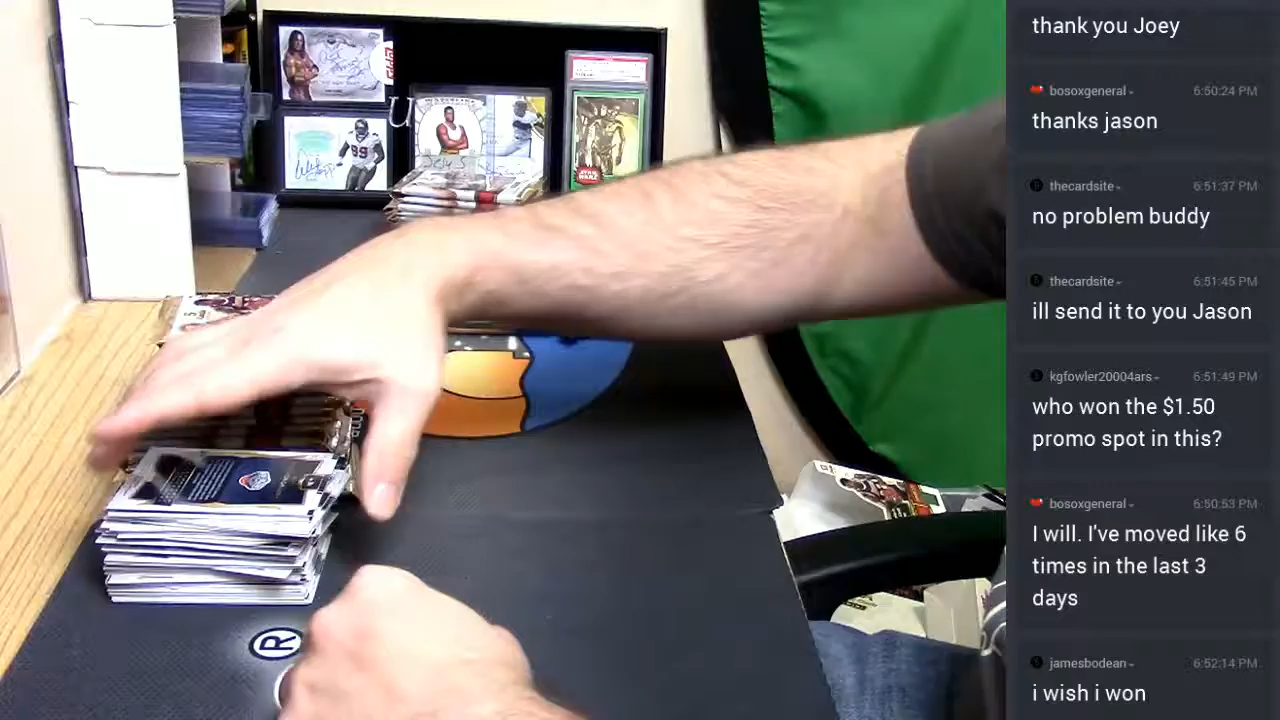 thank you Joey
bosoxgeneral
6:50:24 PM
thanks jason
thecardsite
6:51:37 PM
no problem buddy
thecardsite
6:51:45 PM
ill send it to you Jason
kgfowler20004ars
6:51:49 PM
who won the $1.50
promo spot in this?
bosoxgeneral
6:50:53 PM
I will. I've moved like 6
times in the last 3
days
jamesbodean
6:52:14 PM
i wish i won
U
STAR
WARS
®